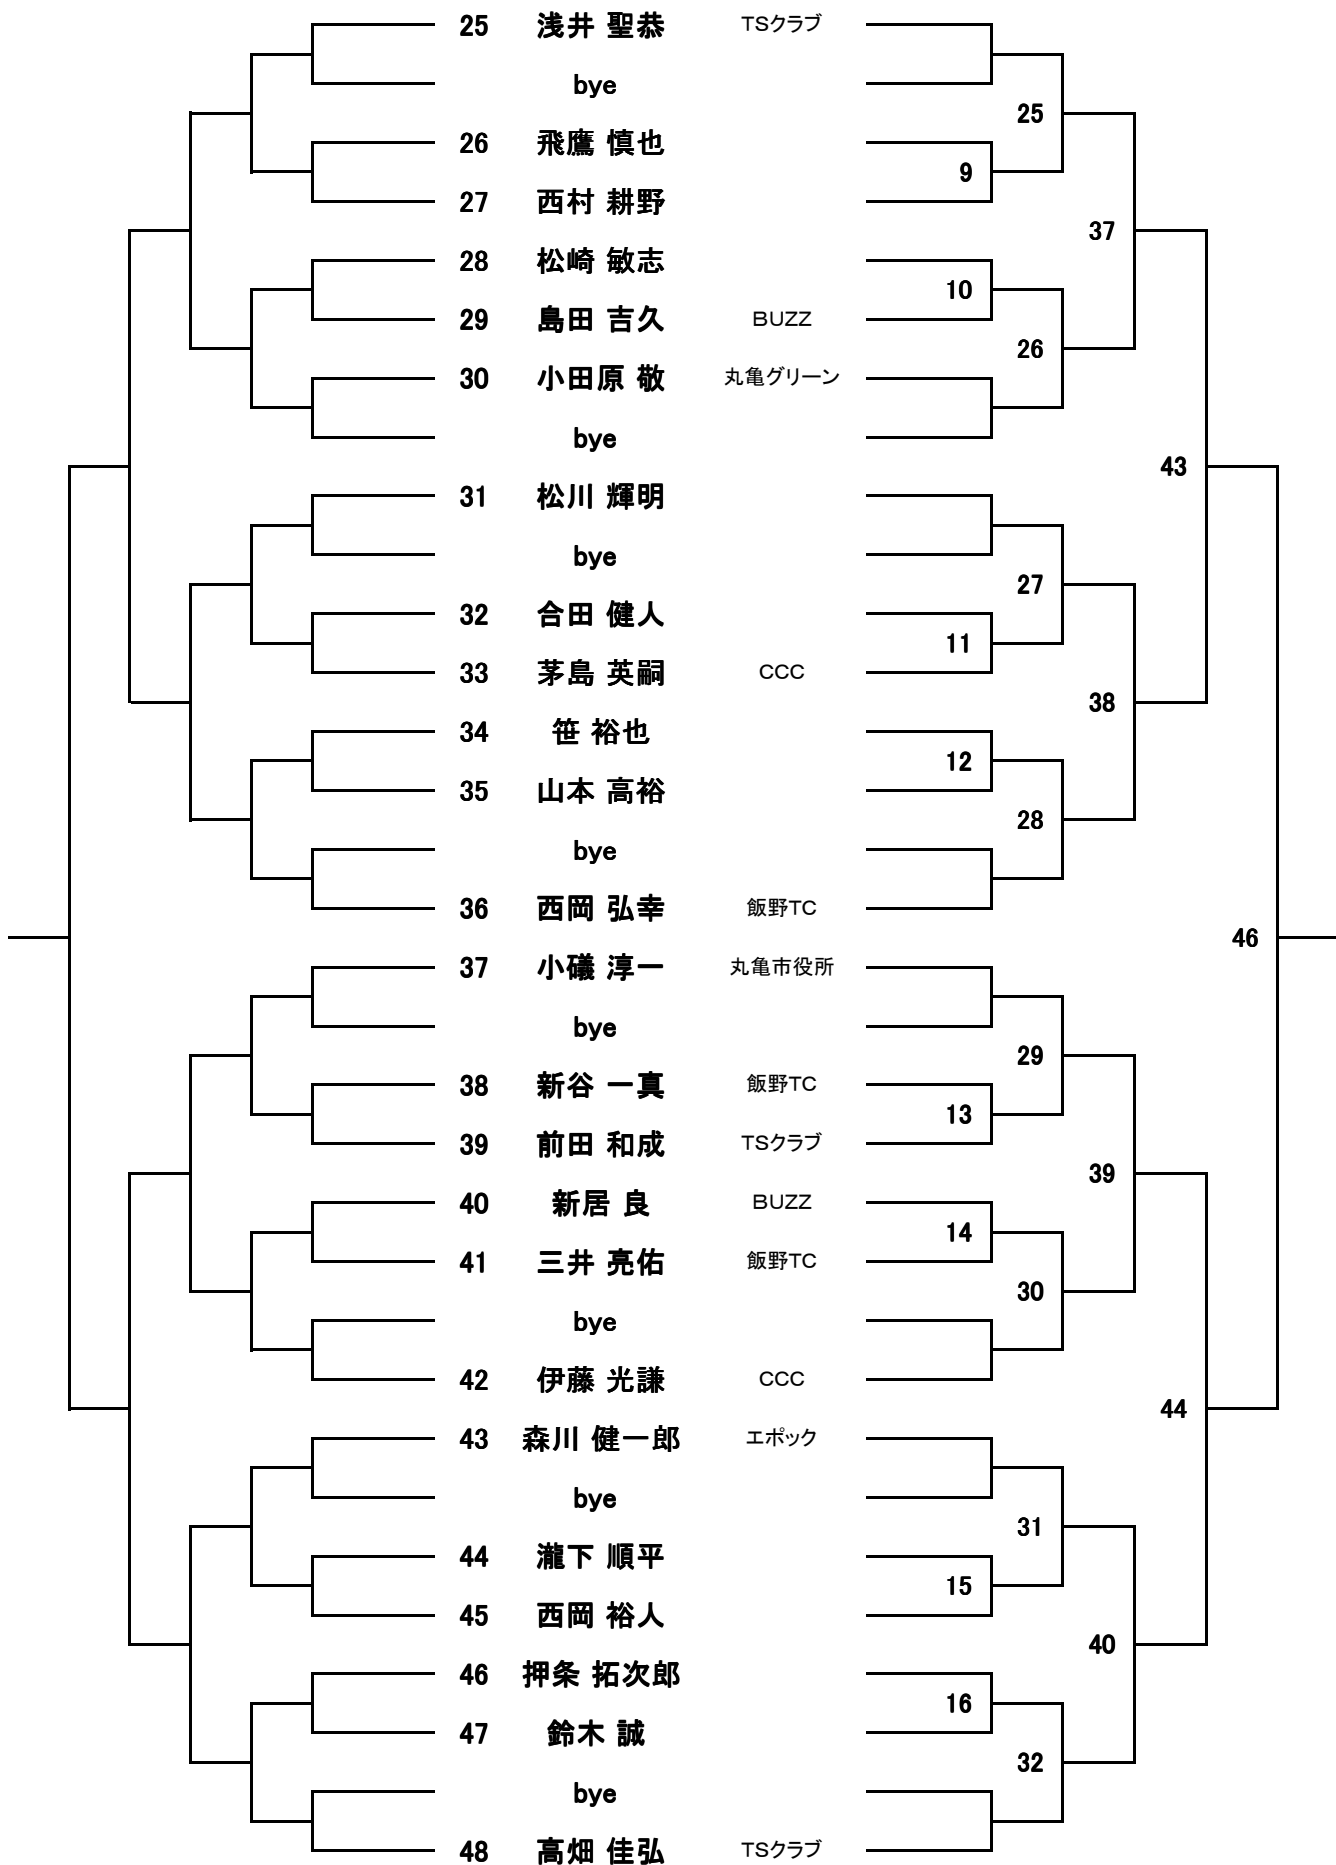 25 浅井 聖恭 TSクラブ
bye
25
26 飛鷹 慎也
9
27 西村 耕野
37
28 松崎 敏志
10
29 島田 吉久 BUZZ
26
30 小田原 敬 丸亀グリーン
bye
43
31 松川 輝明
bye
27
32 合田 健人
11
33 茅島 英嗣 CCC
38
34 笹 裕也
12
35 山本 高裕
28
bye
36 西岡 弘幸 飯野TC
46
37 小礒 淳一 丸亀市役所
bye
29
38 新谷 一真 飯野TC
13
39 前田 和成 TSクラブ
39
40 新居 良 BUZZ
14
41 三井 亮佑 飯野TC
30
bye
42 伊藤 光謙 CCC
44
43 森川 健一郎 エポック
bye
31
44 瀧下 順平
15
45 西岡 裕人
40
46 押条 拓次郎
16
47 鈴木 誠
32
bye
48 高畑 佳弘 TSクラブ